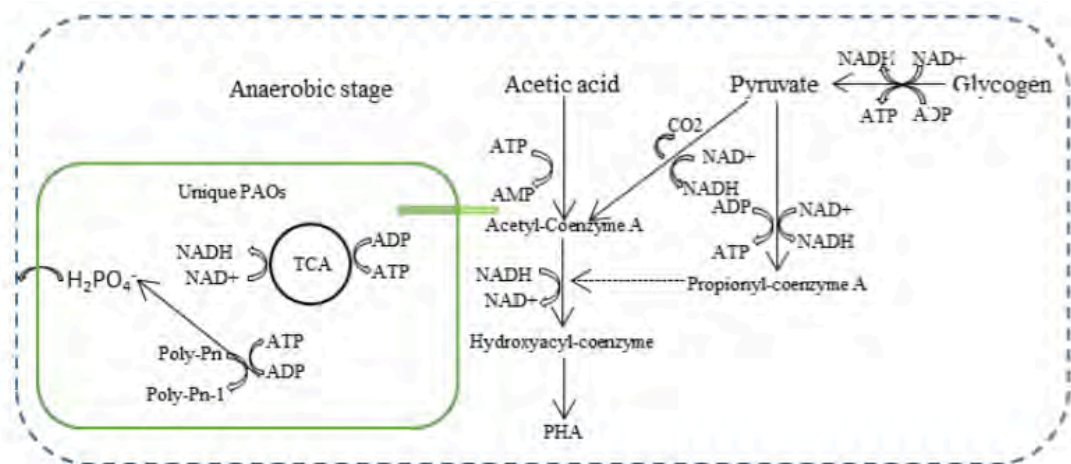 Anaerobic stage
Acetic acid
Pyruvate
NADH
NAD+
Glycogen
ATP
ADP
CO2
ATP
AMP
NAD+
NADH
Acetyl-Coenzyme A
ADP
ATP
NAD+
NADH
Unique PAOs
NADH
NAD+
TCA
ADP
ATP
H2PO4-
NADH
NAD+
Propionyl-coenzyme A
Hydroxyacyl-coenzyme
Poly-Pn
Poly-Pn-1
ATP
ADP
PHA